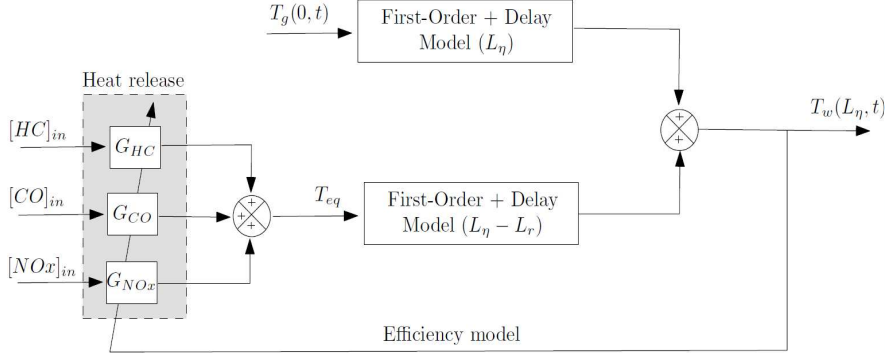 T_g(0, t)
First-Order + Delay
Model (L_η)
Heat release
T_w(L_η, t)
[HC]_in
G_HC
+
+
[CO]_in
G_CO
+
+
+
T_eq
First-Order + Delay
Model (L_η − L_r)
[NOx]_in
G_NOx
Efficiency model